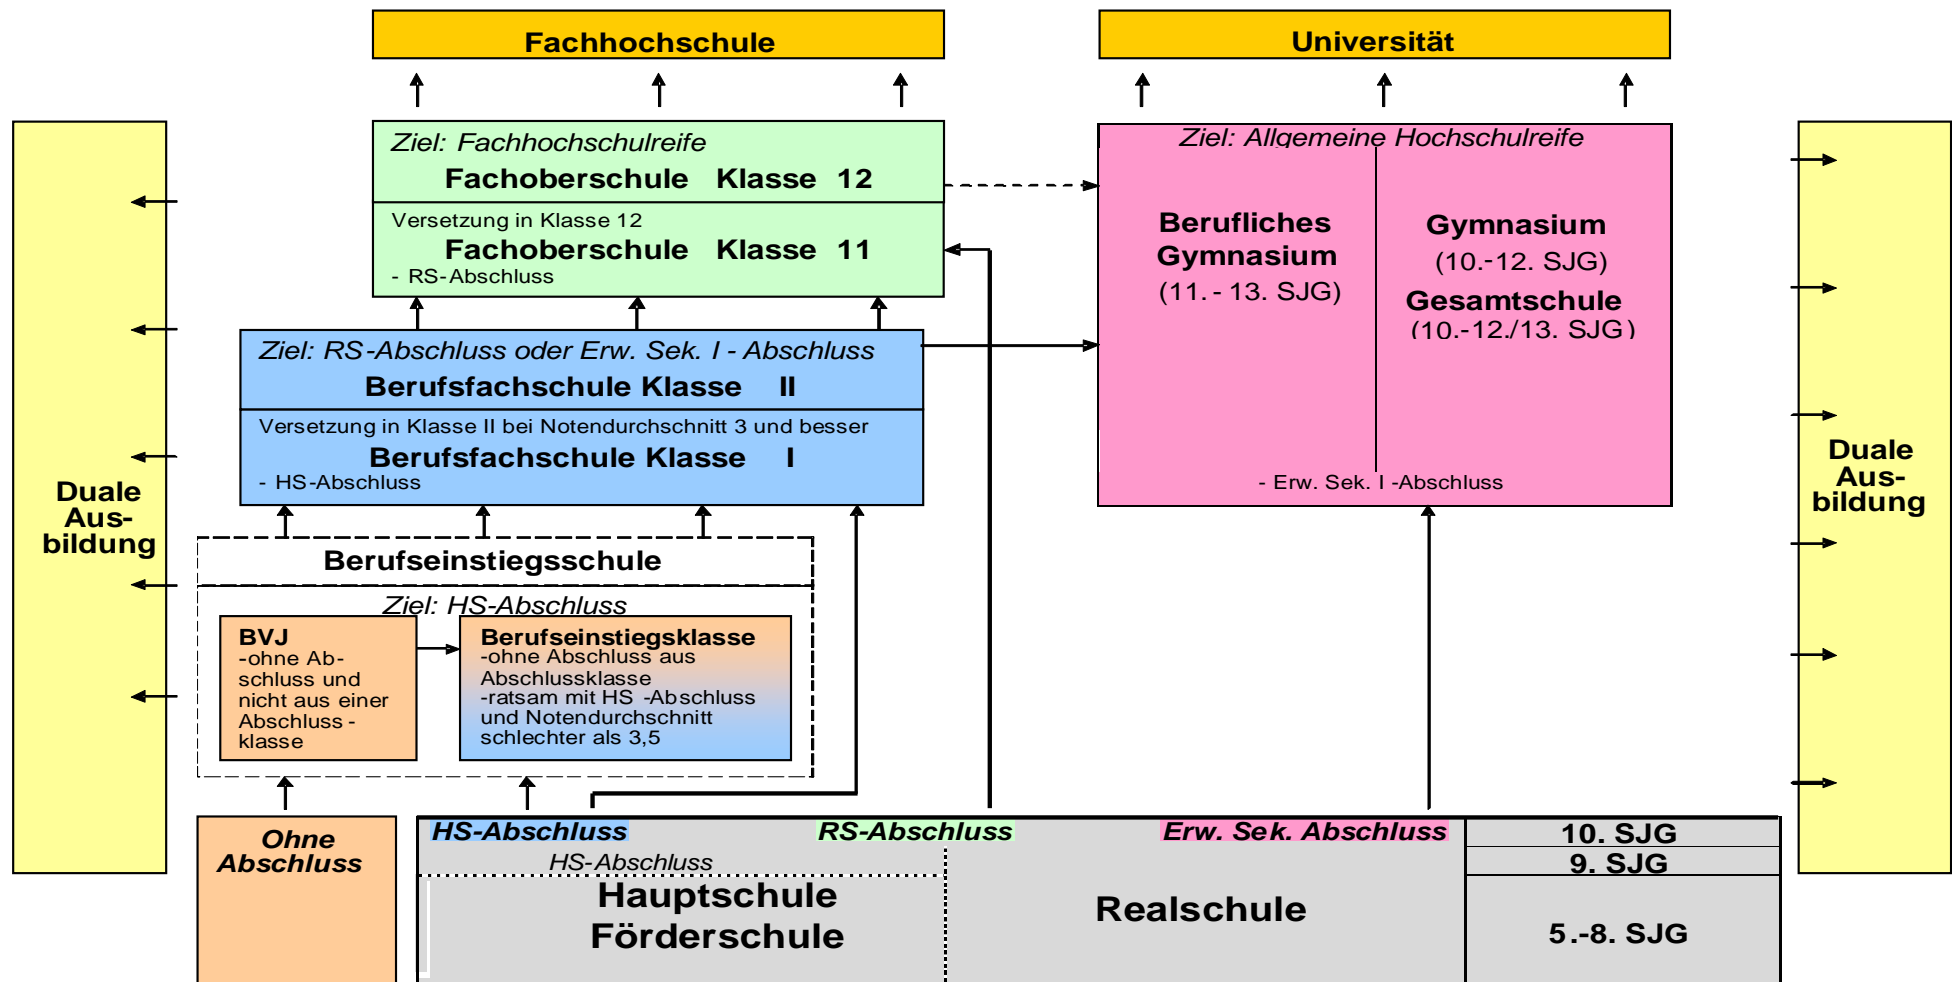 Fachhochschule
Universität
Ziel: Fachhochschulreife
Fachoberschule Klasse 12
Versetzung in Klasse 12
Fachoberschule Klasse 11
- RS-Abschluss
Ziel: Allgemeine Hochschulreife
Berufliches
Gymnasium
(11. - 13. SJG)
Gymnasium
(10.-12. SJG)
Gesamtschule
(10.-12./13. SJG)
- Erw. Sek. I -Abschluss
Ziel: RS-Abschluss oder Erw. Sek. I - Abschluss
Berufsfachschule Klasse II
Versetzung in Klasse II bei Notendurchschnitt 3 und besser
Berufsfachschule Klasse I
- HS-Abschluss
Duale
Aus-
bildung
Duale
Aus-
bildung
Berufseinstiegsschule
Ziel: HS-Abschluss
BVJ
-ohne Ab-
schluss und
nicht aus einer
Abschluss -
klasse
Berufseinstiegsklasse
-ohne Abschluss aus
Abschlussklasse
-ratsam mit HS -Abschluss
und Notendurchschnitt
schlechter als 3,5
Ohne
Abschluss
HS-Abschluss
RS-Abschluss
Erw. Sek. Abschluss
10. SJG
HS-Abschluss
9. SJG
Hauptschule
Förderschule
Realschule
5.-8. SJG